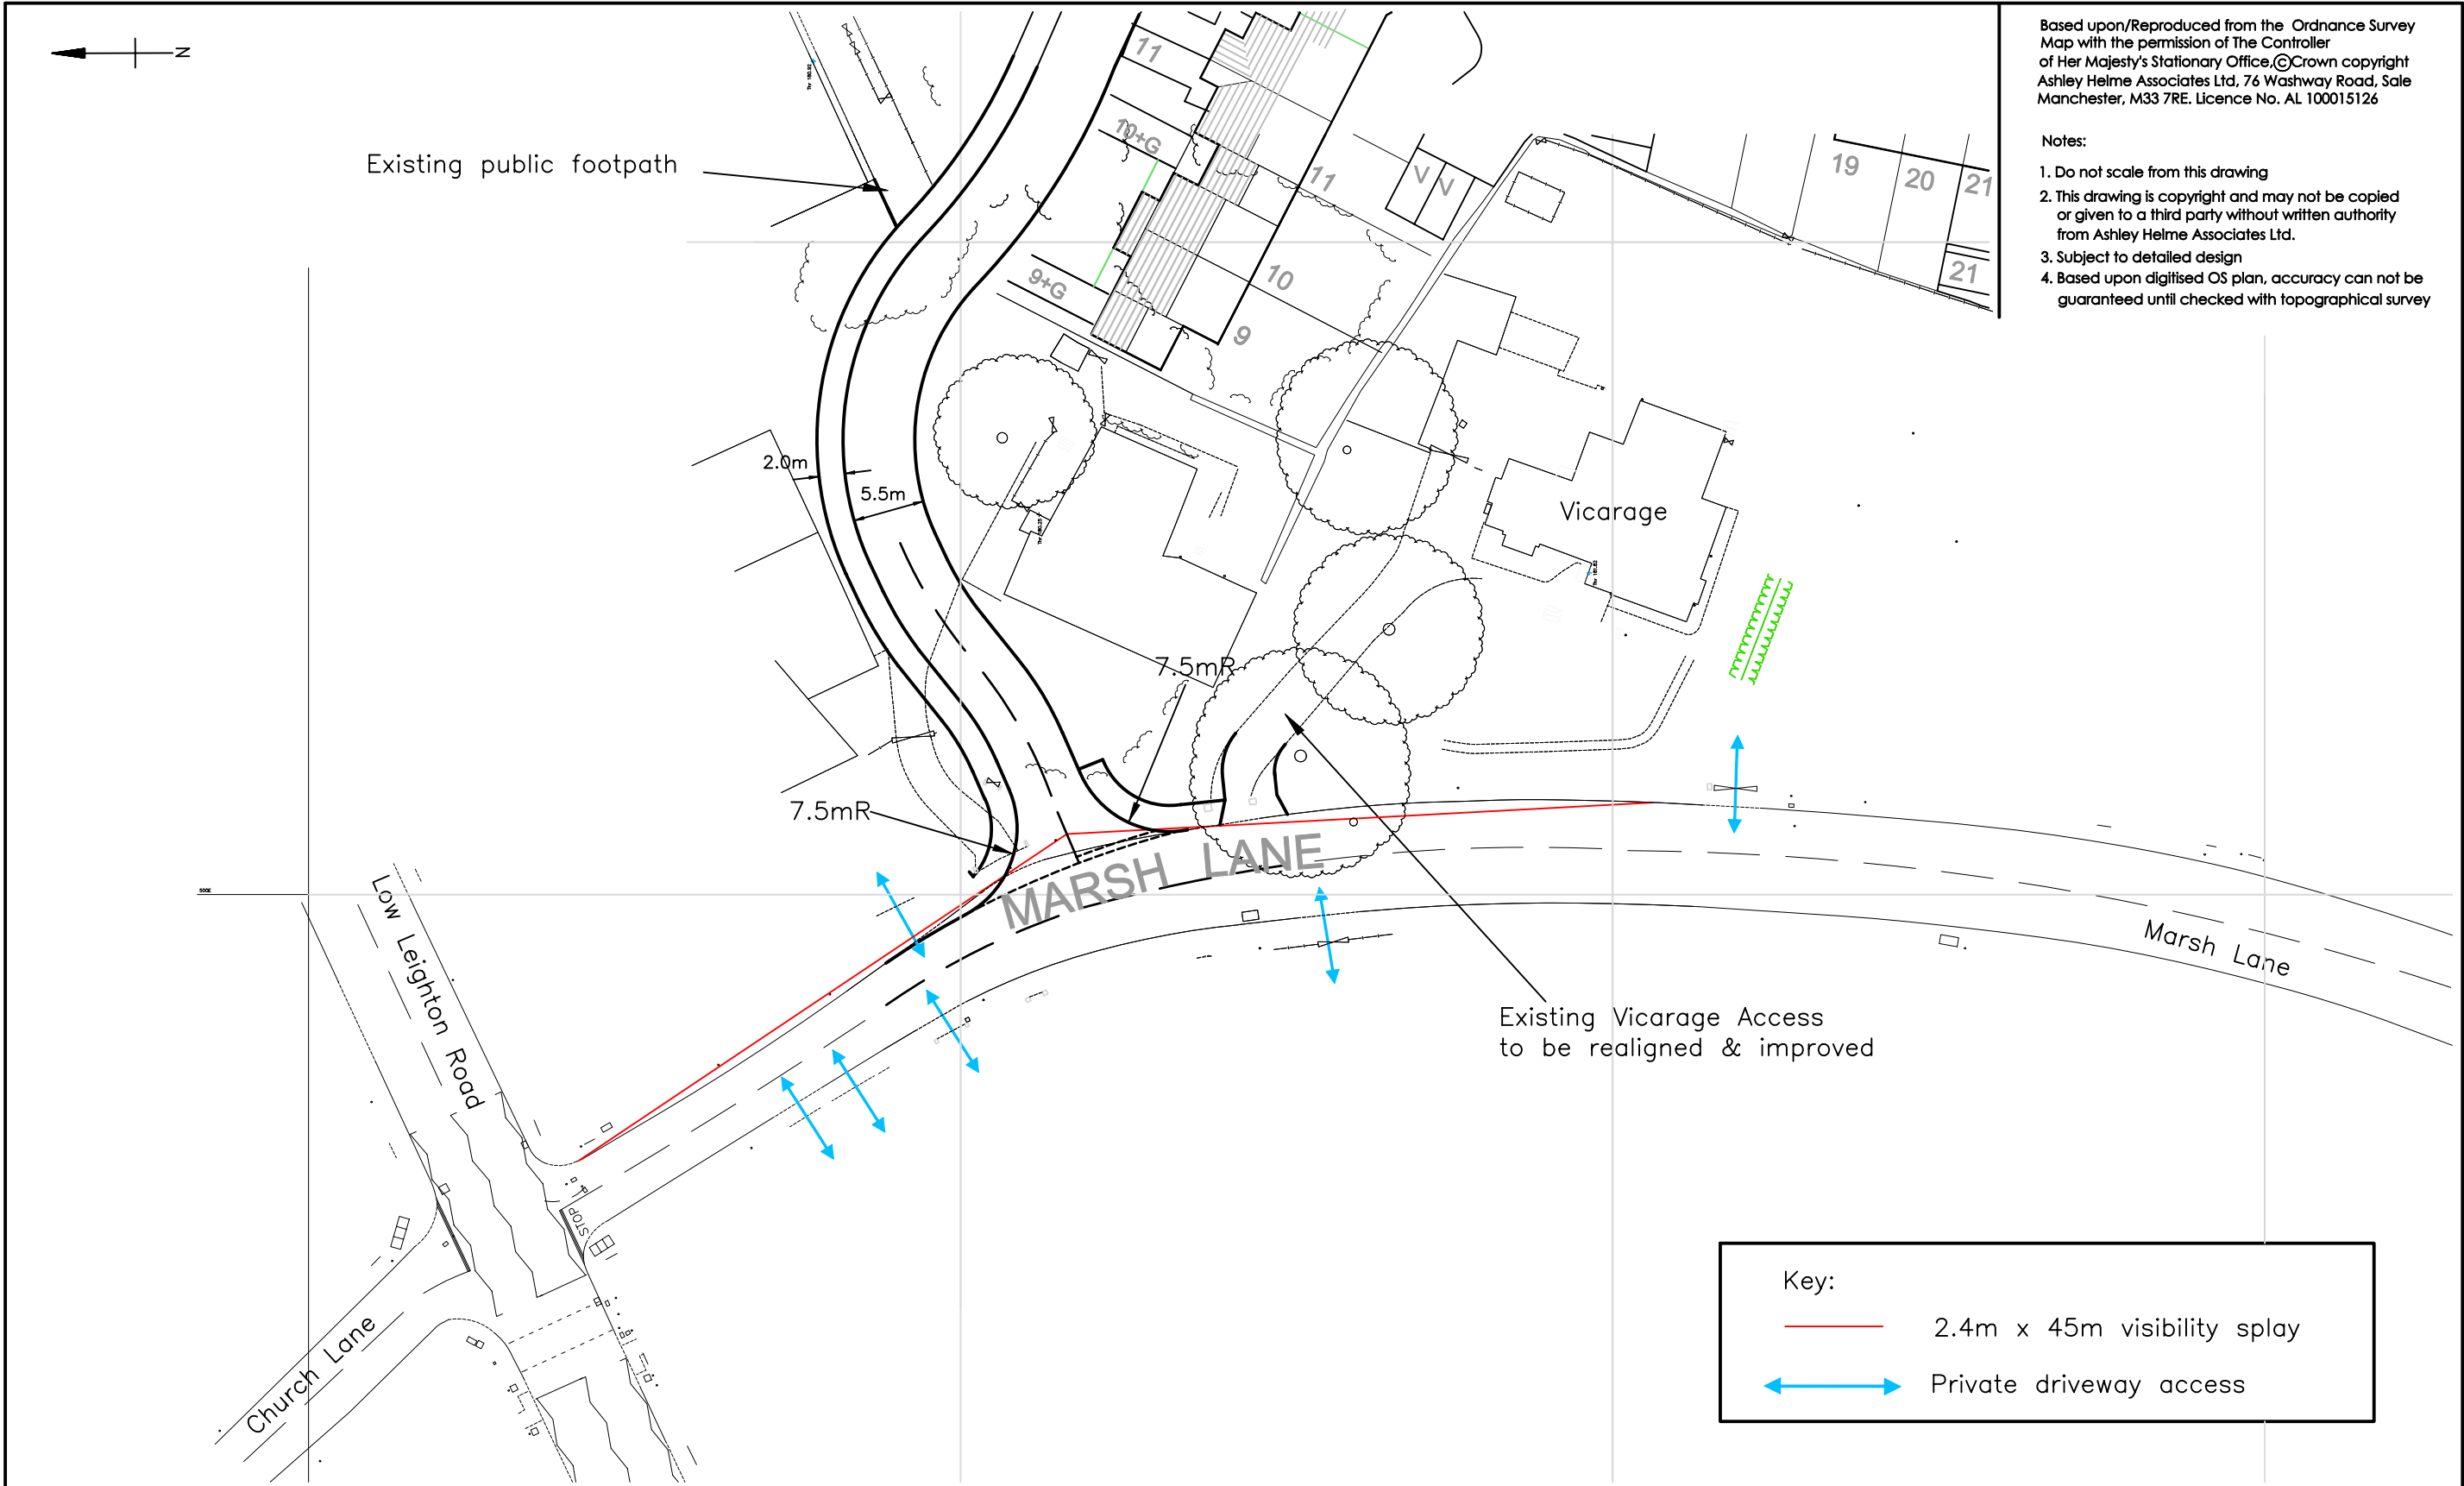 N
Based upon/Reproduced from the Ordnance Survey
Map with the permission of The Controller
of Her Majesty's Stationary Office,©Crown copyright
Ashley Helme Associates Ltd, 76 Washway Road, Sale
Manchester, M33 7RE. Licence No. AL 100015126
Notes:
1. Do not scale from this drawing
2. This drawing is copyright and may not be copied
or given to a third party without written authority
from Ashley Helme Associates Ltd.
3. Subject to detailed design
4. Based upon digitised OS plan, accuracy can not be
guaranteed until checked with topographical survey
Existing public footpath
11
10+G
9+G
11
10
9
V V
19
20
21
21
2.0m
5.5m
Vicarage
7.5mR
7.5mR
MARSH LANE
Marsh Lane
Low Leighton Road
Existing Vicarage Access
to be realigned & improved
STOP
Church Lane
Key:
2.4m x 45m visibility splay
Private driveway access